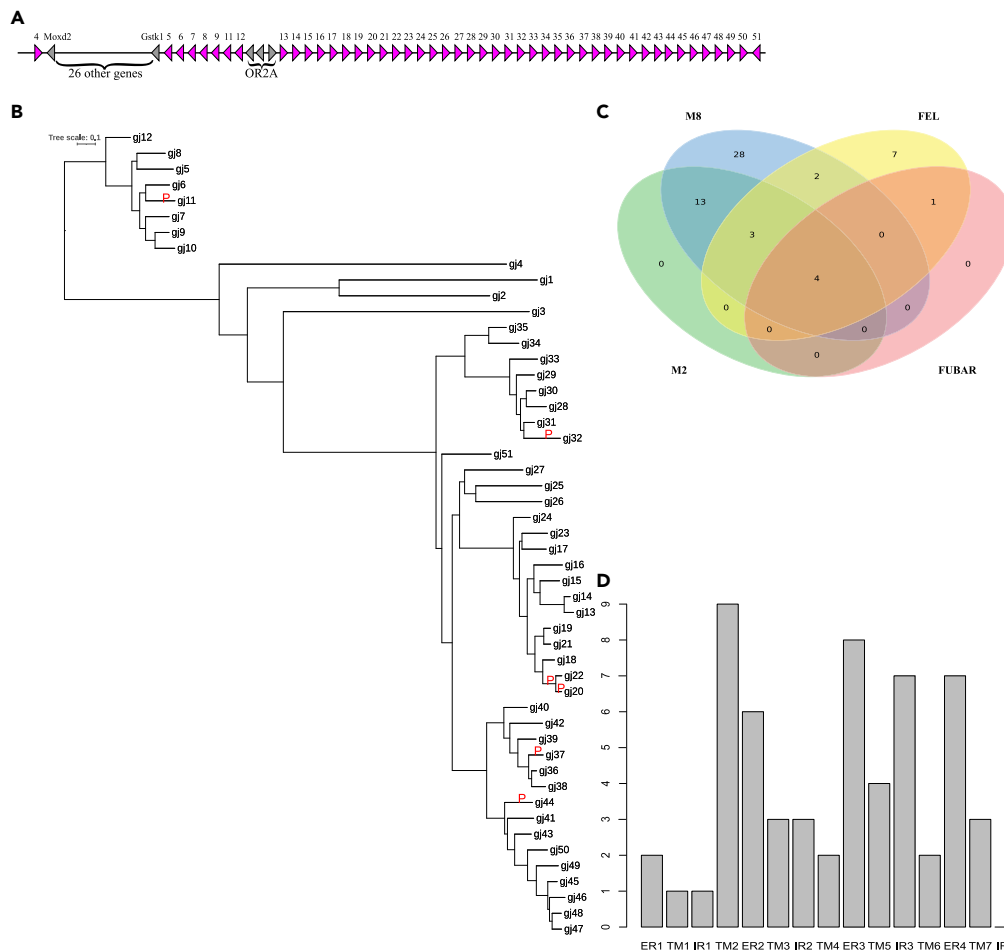 A
4 Moxd2 Gstk1 5 6 7 8 9 11 12 13 14 15 16 17 18 19 20 21 22 23 24 25 26 27 28 29 30 31 32 33 34 35 36 37 38 39 40 41 42 43 44 45 46 47 48 49 50 51
26 other genes
OR2A
B
Tree scale: 0.1
gj12
gj8
gj5
gj6
P
gj11
gj7
gj9
gj10
gj4
gj1
gj2
gj3
gj35
gj34
gj33
gj29
gj30
gj28
gj31
P
gj32
gj51
gj27
gj25
gj26
gj24
gj23
gj17
gj16
gj15
gj14
gj13
gj19
gj21
gj18
gj22
P
P
gj20
gj40
gj42
gj39
P
gj37
gj36
gj38
P
gj44
gj41
gj43
gj50
gj49
gj45
gj46
gj48
gj47
C
M8
FEL
28
7
2
13
1
3
0
0
0
4
0
0
0
0
0
M2
FUBAR
D
9
8
7
6
5
4
3
2
1
0
ER1 TM1 IR1 TM2 ER2 TM3 IR2 TM4 ER3 TM5 IR3 TM6 ER4 TM7